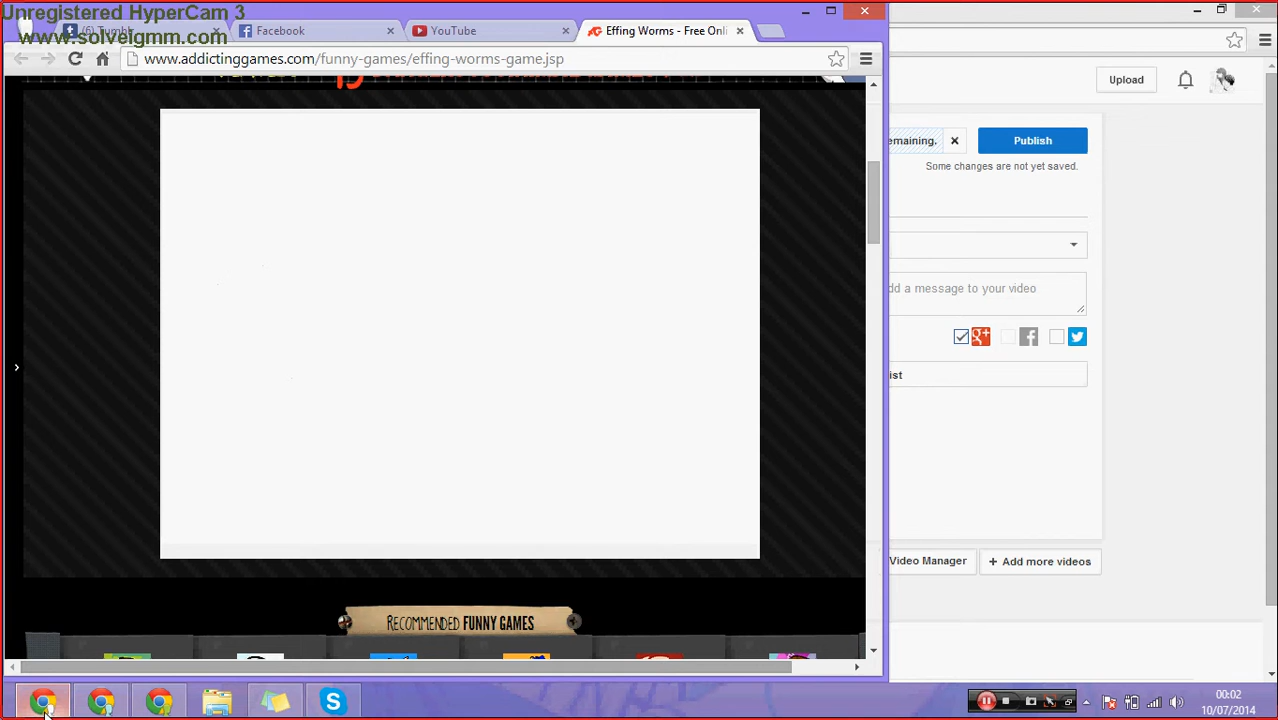 Unregistered HyperCam 3
www.solveigmm.com
(6) Tumblr
Facebook
YouTube
Effing Worms - Free Onli
www.addictinggames.com/funny-games/effing-worms-game.jsp
Upload
emaining.
Publish
Some changes are not yet saved.
dd a message to your video
g+
ist
Video Manager
+ Add more videos
RECOMMENDED FUNNY GAMES
00:02
10/07/2014